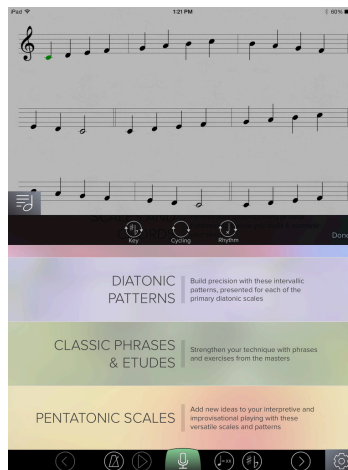 iPad
1:21 PM
60%
Key
Cycling
Rhythm
Done
DIATONIC
PATTERNS
Build precision with these intervallic
patterns, presented for each of the
primary diatonic scales
CLASSIC PHRASES
& ETUDES
Strengthen your technique with phrases
and exercises from the masters
PENTATONIC SCALES
Add new ideas to your interpretive and
improvisational playing with these
versatile scales and patterns